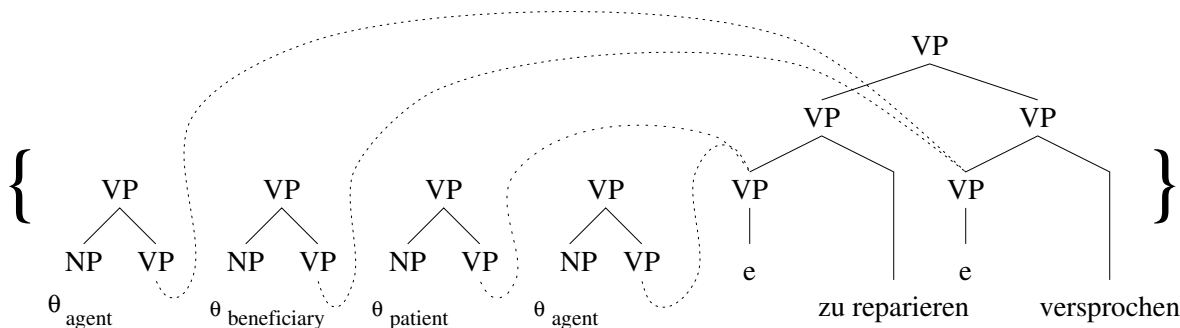 VP
VP VP
{ VP VP VP VP VP VP }
NP VP NP VP NP VP NP VP e e
θ agent θ beneficiary θ patient θ agent zu reparieren versprochen